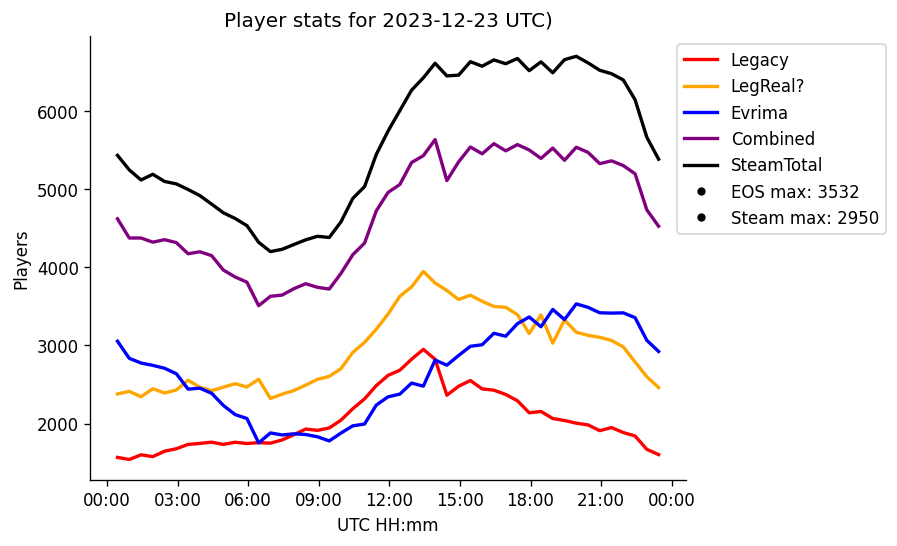 Player stats for 2023-12-23 UTC)
Legacy
LegReal?
Evrima
Combined
SteamTotal
EOS max: 3532
Steam max: 2950
Players
6000
5000
4000
3000
2000
00:00 03:00 06:00 09:00 12:00 15:00 18:00 21:00 00:00
UTC HH:mm